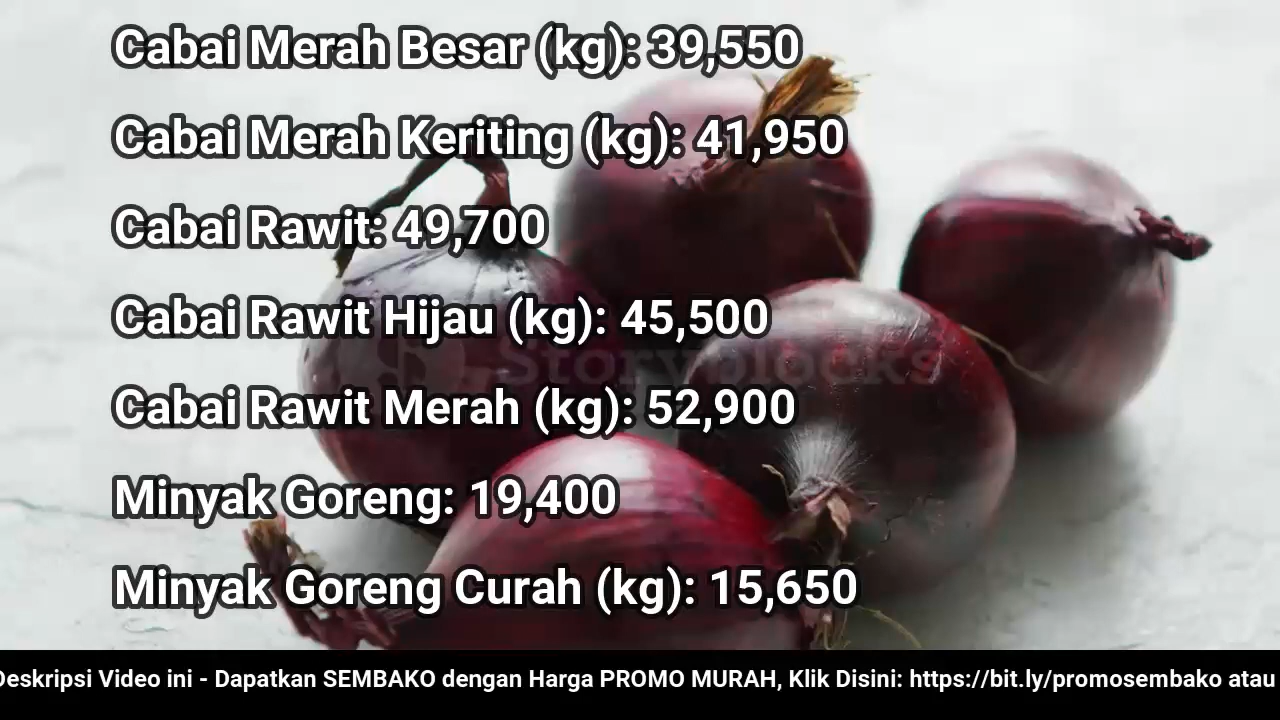 Cabai Merah Besar (kg): 39,550
Cabai Merah Keriting (kg): 41,950
Cabai Rawit: 49,700
Cabai Rawit Hijau (kg): 45,500
Storyblocks
Cabai Rawit Merah (kg): 52,900
Minyak Goreng: 19,400
Minyak Goreng Curah (kg): 15,650
Deskripsi Video ini - Dapatkan SEMBAKO dengan Harga PROMO MURAH, Klik Disini: https://bit.ly/promosembako atau